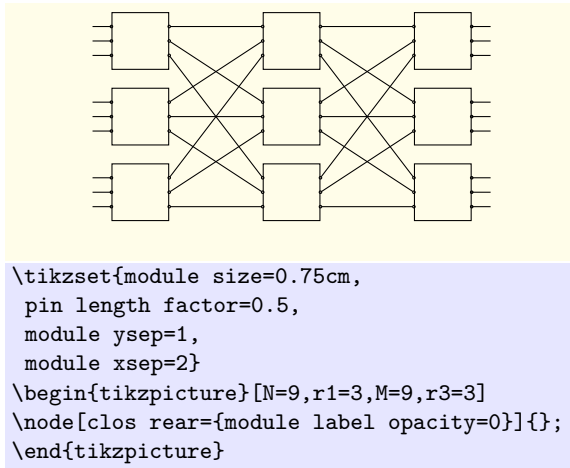 \tikzset{module size=0.75cm,
 pin length factor=0.5,
 module ysep=1,
 module xsep=2}
\begin{tikzpicture}[N=9,r1=3,M=9,r3=3]
\node[clos rear={module label opacity=0}]{};
\end{tikzpicture}